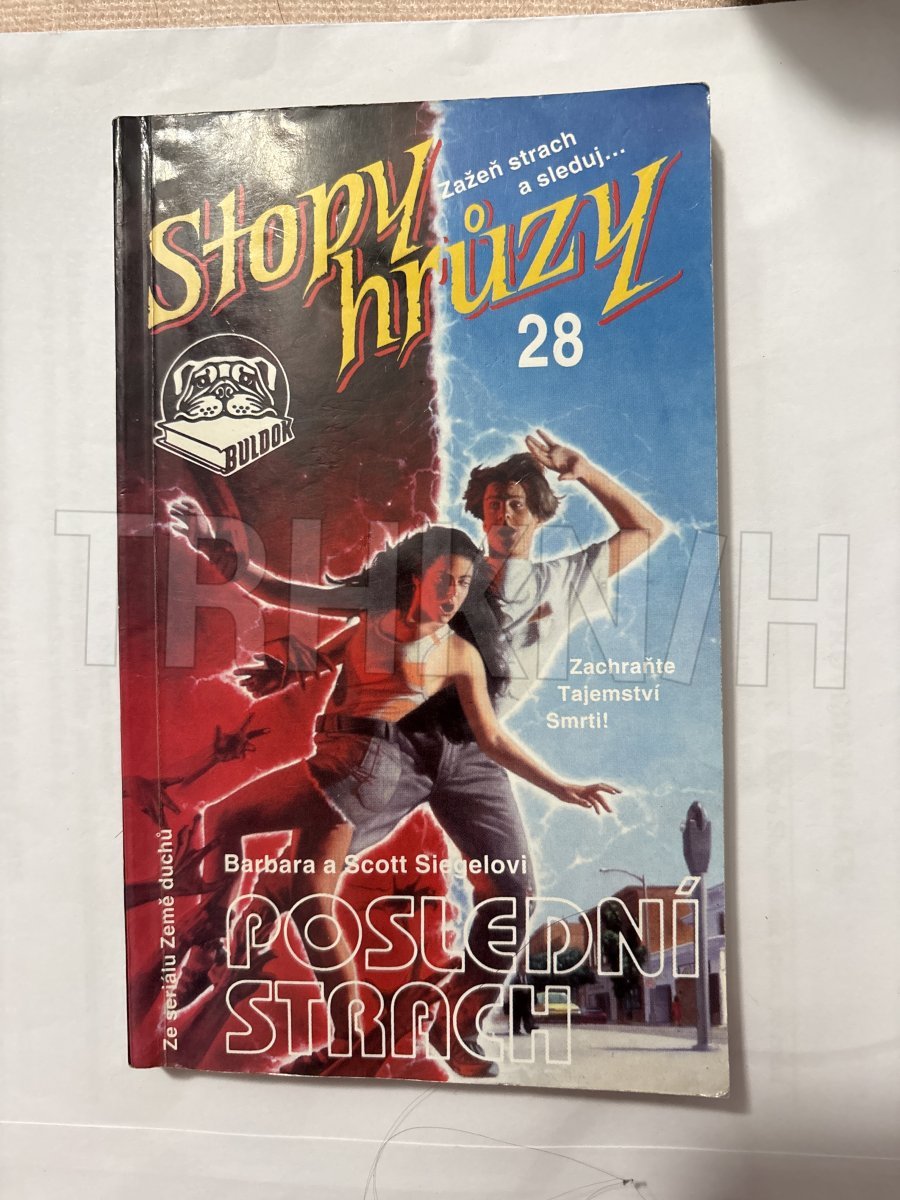 Zažeň strach
a sleduj...
Stopy
hrůzy
28
BULDOK
Zachraňte
Tajemství
Smrti!
Ze seriálu Země duchů
Barbara a Scott Siegelovi
POSLEDNÍ
STRACH
TRHKNIH